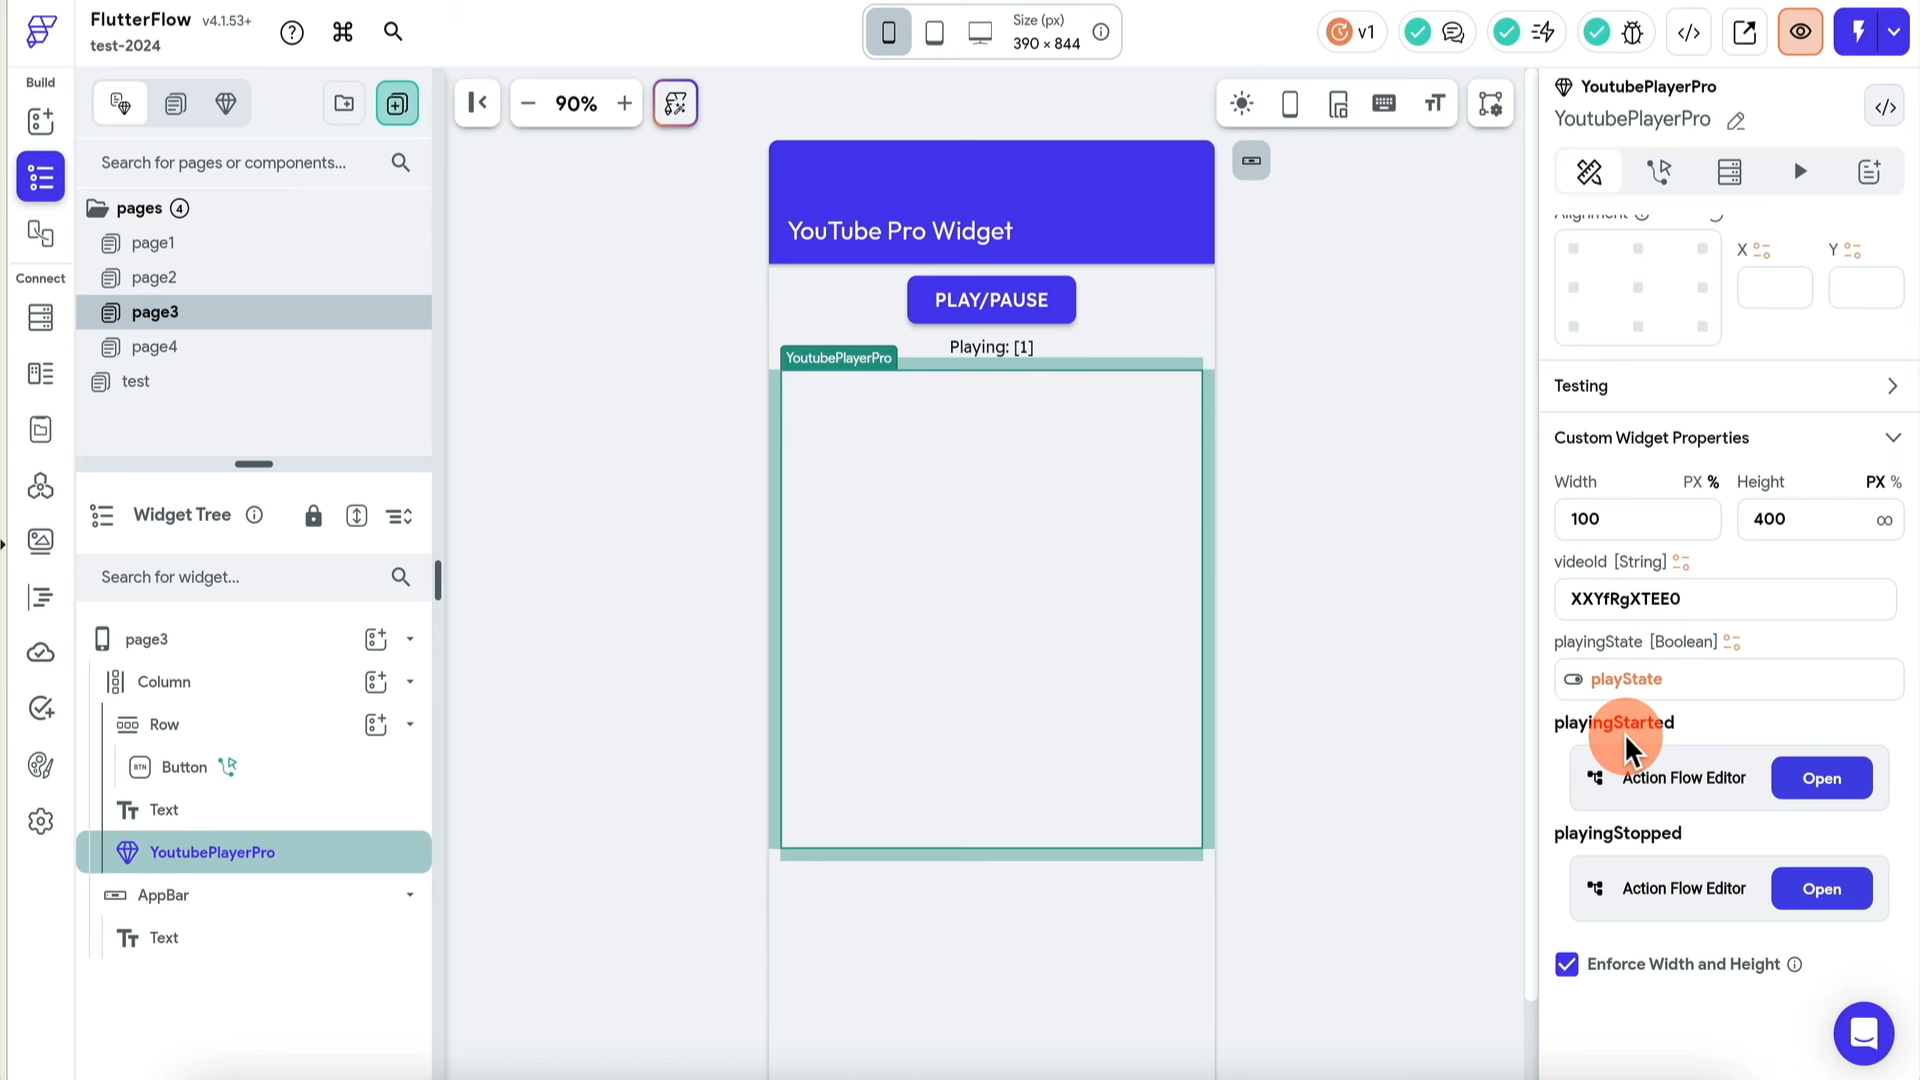 FlutterFlow v4.1.53+
test-2024
Size (px)
390 × 844
v1
Build
Connect
Search for pages or components...
pages 4
page1
page2
page3
page4
test
Widget Tree
Search for widget...
page3
Column
Row
BTN Button
Text
YoutubePlayerPro
AppBar
Text
90%
YouTube Pro Widget
PLAY/PAUSE
Playing: [1]
YoutubePlayerPro
YoutubePlayerPro
YoutubePlayerPro
Alignment
X Y
Testing
Custom Widget Properties
Width PX % Height PX %
100 400 ∞
videoId [String]
XXYfRgXTEE0
playingState [Boolean]
playState
playingStarted
Action Flow Editor Open
playingStopped
Action Flow Editor Open
Enforce Width and Height